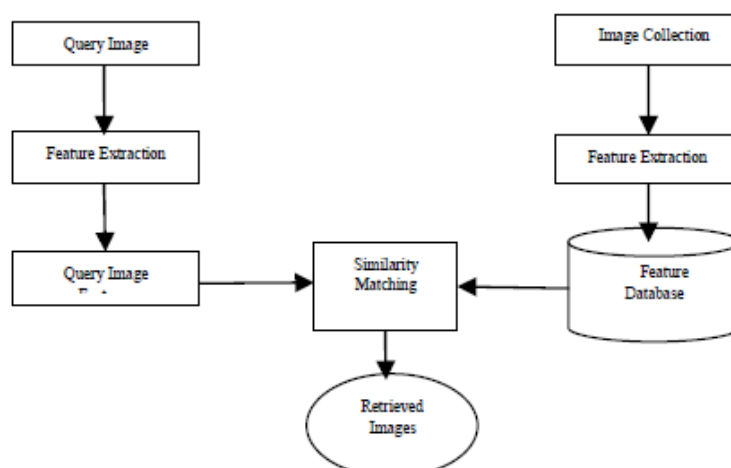 Query Image
Feature Extraction
Query Image
Image Collection
Feature Extraction
Feature
Database
Similarity
Matching
Retrieved
Images